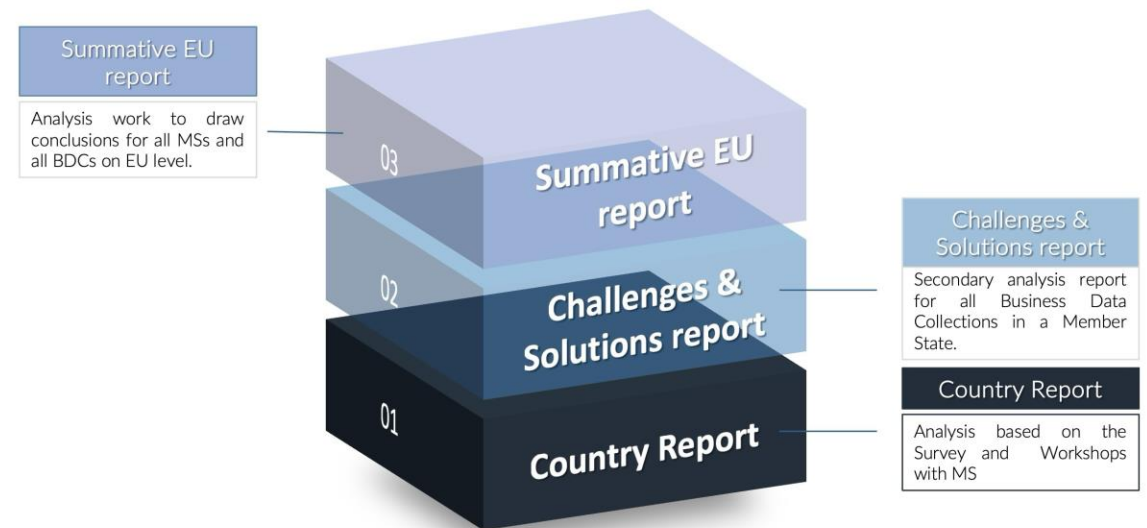 Summative EU
report
Analysis work to draw
conclusions for all MSs and
all BDCs on EU level.
03
Summative EU
report
02
Challenges &
Solutions report
01
Country Report
Challenges &
Solutions report
Secondary analysis report
for all Business Data
Collections in a Member
State.
Country Report
Analysis based on the
Survey and Workshops
with MS